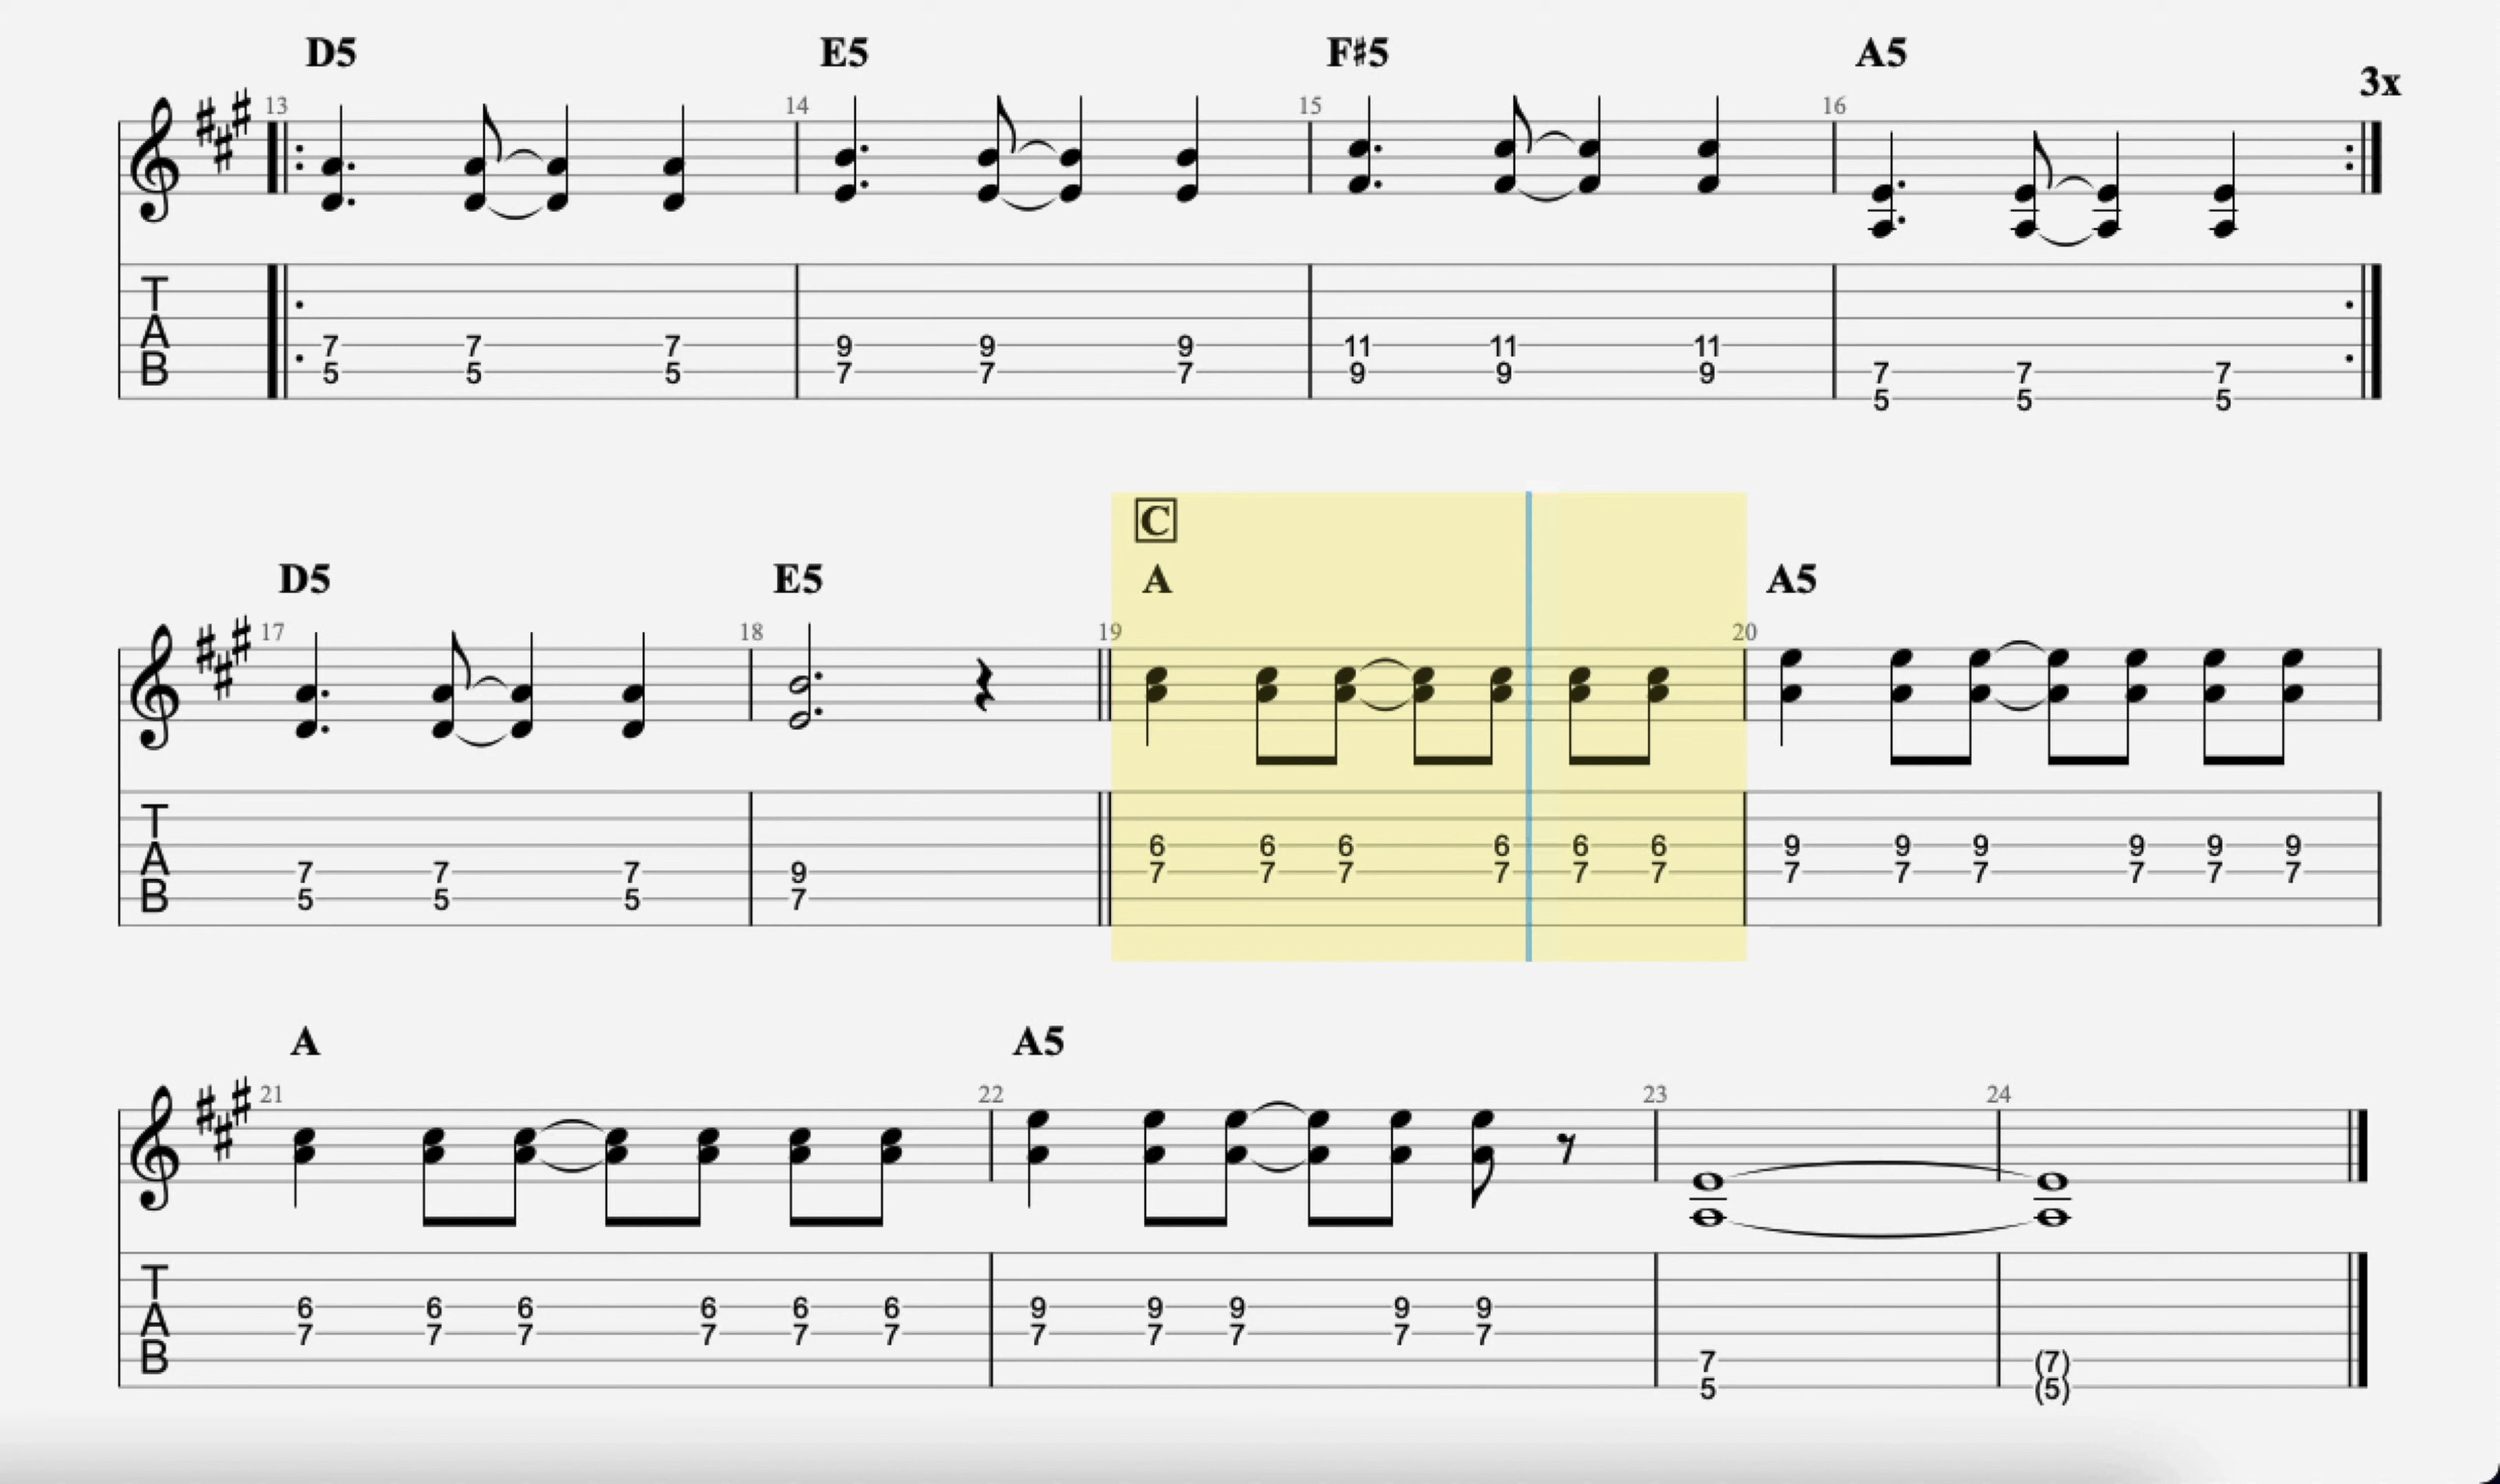 D5 E5 F♯5 A5 3x
13 14 15 16
T
A
B
7 7 7 9 9 9 11 11 11
5 5 5 7 7 7 9 9 9 7 7 7
5 5 5
C
D5 E5 A A5
17 18 19 20
T
A
B
6 6 6 6 6 6 9 9 9 9 9 9
7 7 7 9 7 7 7 7 7 7 7 7 7 7 7 7
5 5 5 7
A A5
21 22 23 24
T
A
B
6 6 6 6 6 6 9 9 9 9 9
7 7 7 7 7 7 7 7 7 7 7
7 (7)
5 (5)